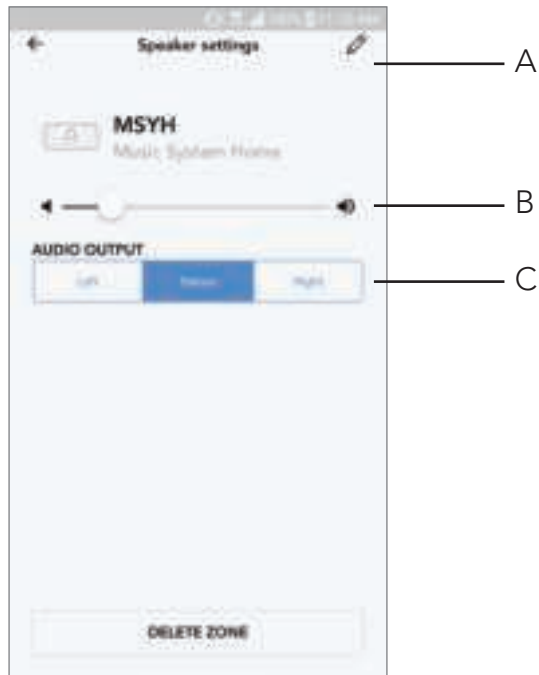 Speaker settings
A
MSYH
Music System Home
B
AUDIO OUTPUT
Left Stereo Right
C
DELETE ZONE